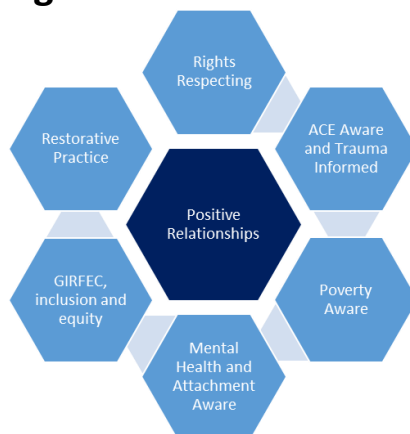 Rights
Respecting
ACE Aware
and Trauma
Informed
Restorative
Practice
Positive
Relationships
GIRFEC,
inclusion and
equity
Poverty
Aware
Mental
Health and
Attachment
Aware